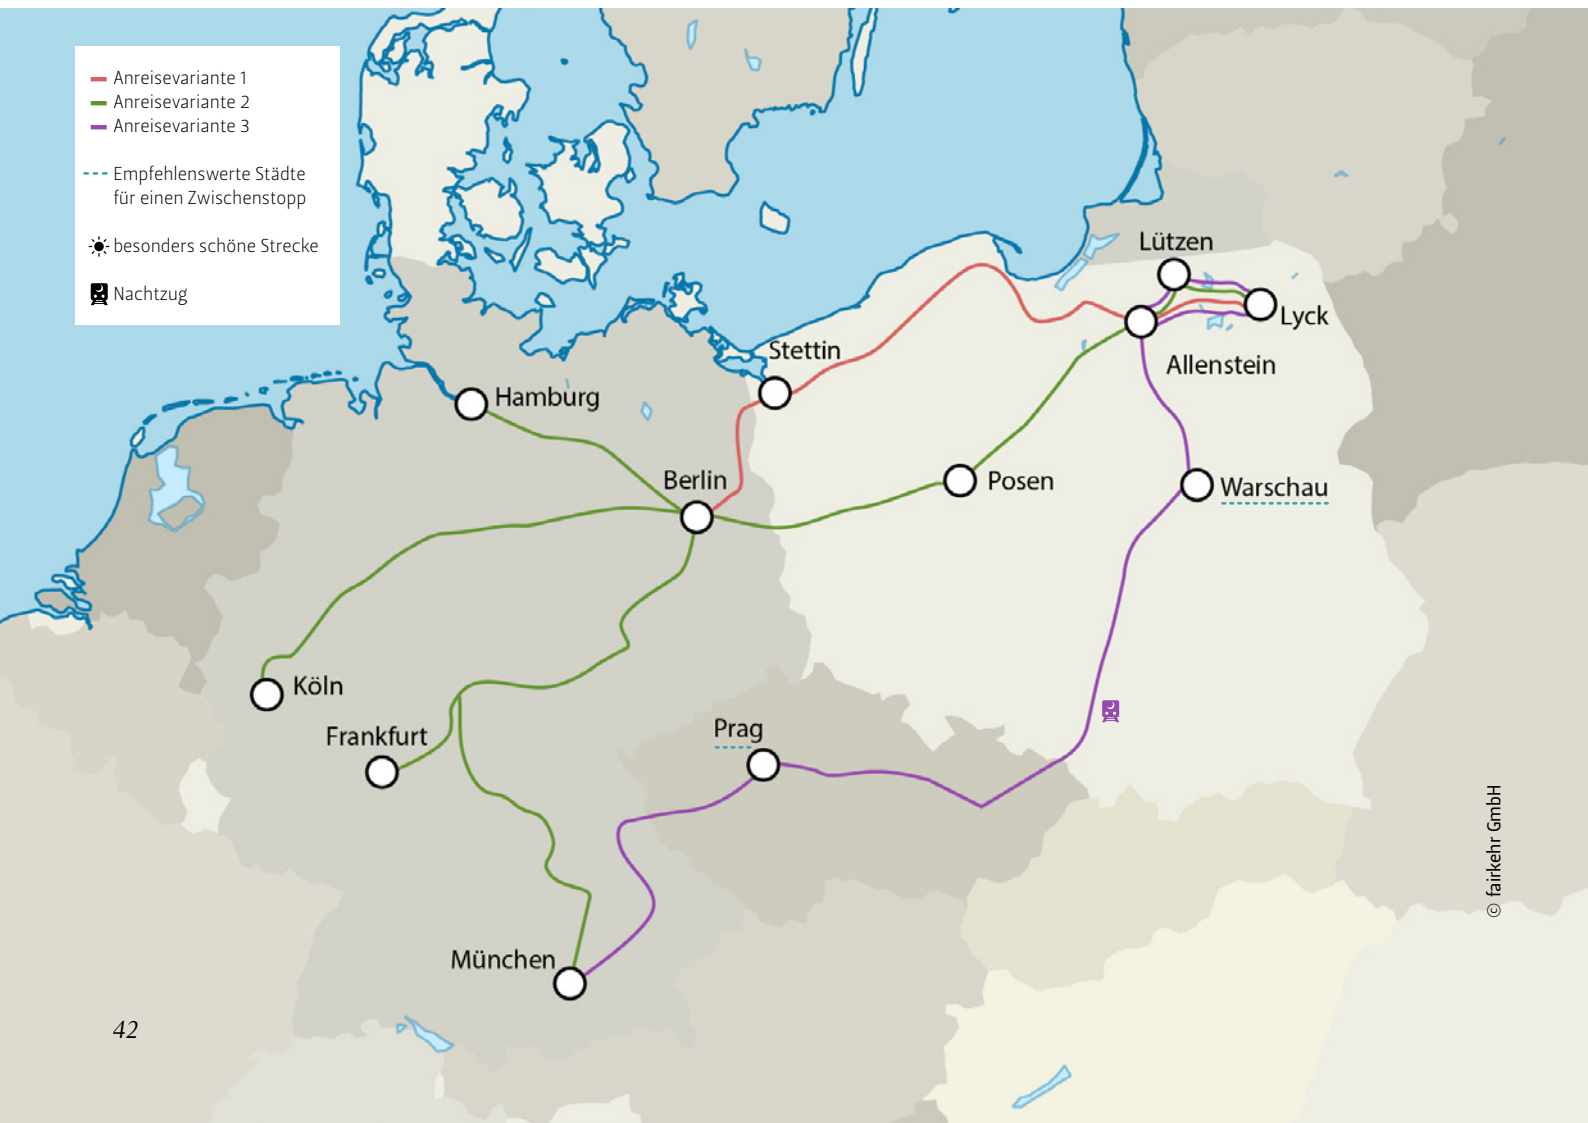 Anreisevariante 1
Anreisevariante 2
Anreisevariante 3
Empfehlenswerte Städte
für einen Zwischenstopp
besonders schöne Strecke
Nachtzug
Lützen
Lyck
Stettin
Allenstein
Hamburg
Berlin
Posen
Warschau
Köln
Frankfurt
Prag
München
© fairkehr GmbH
42